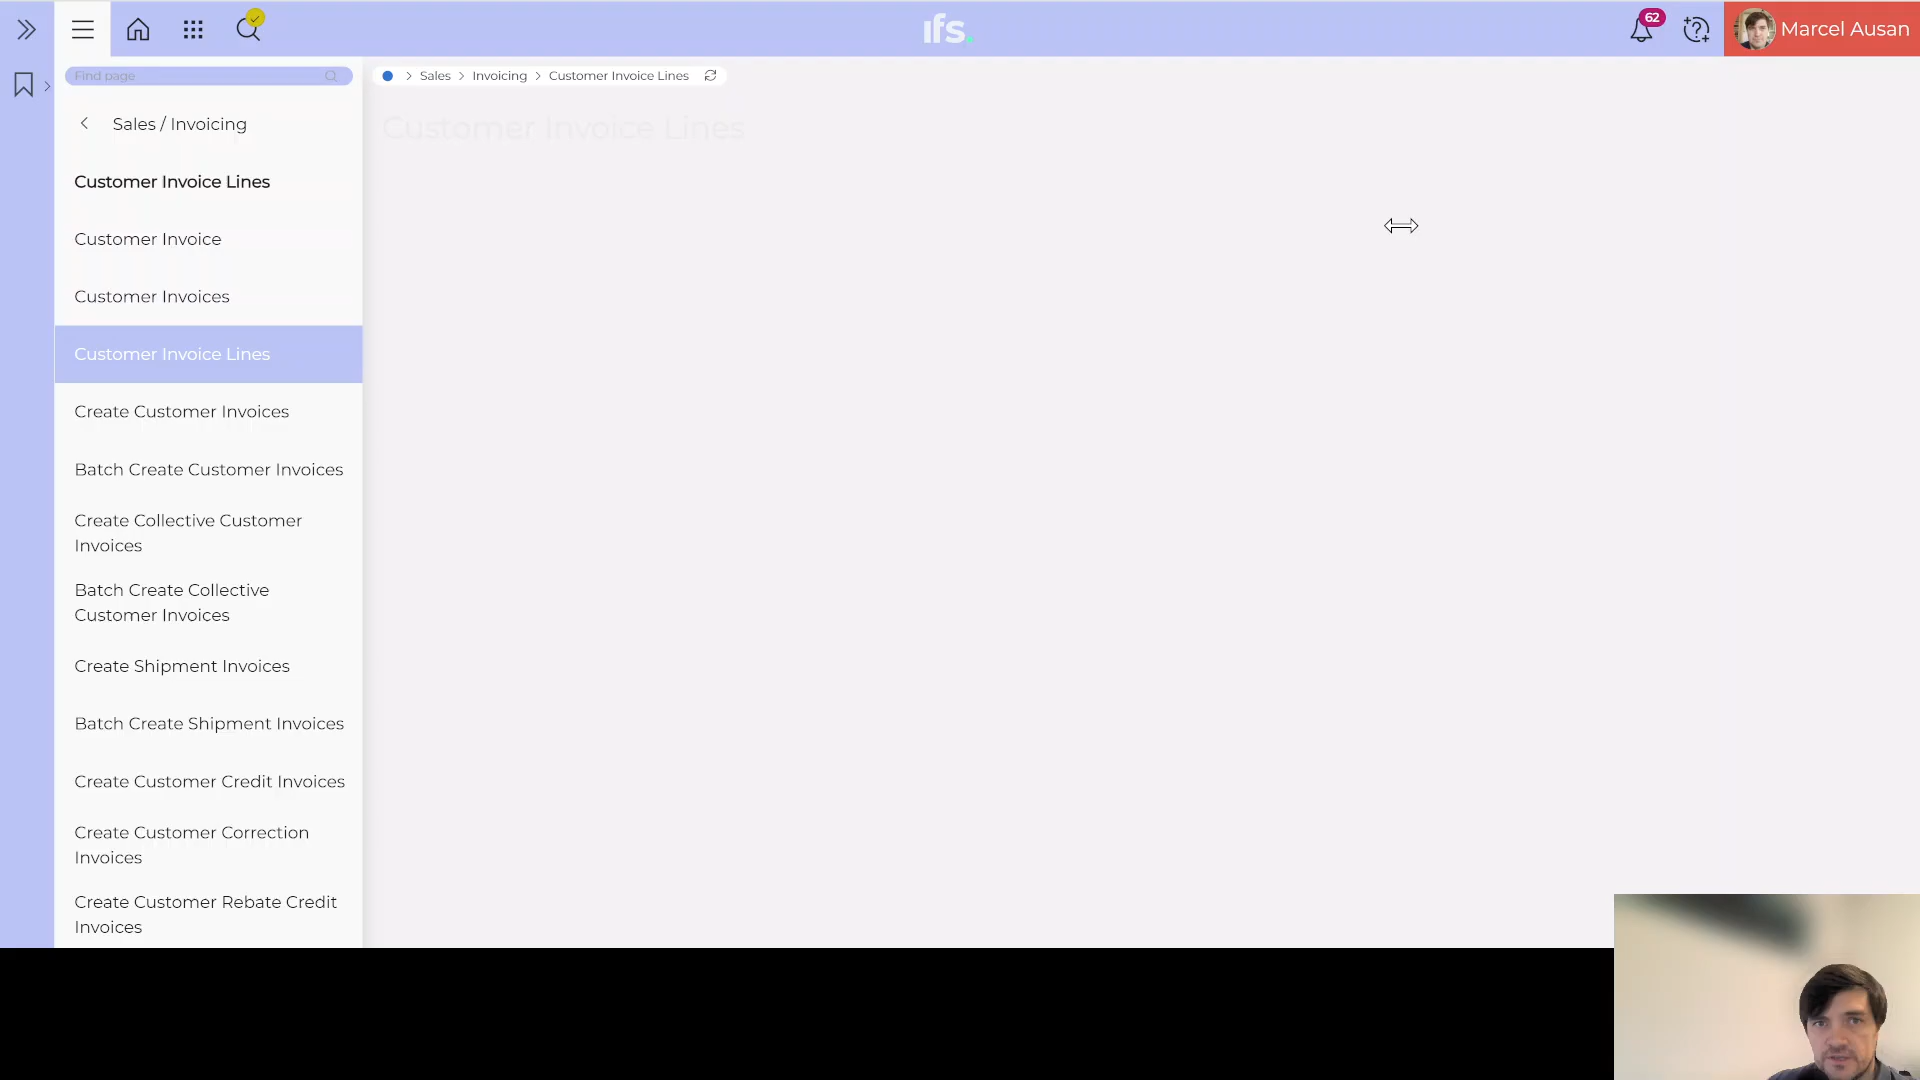 ifs.
62
Marcel Ausan
Find page
Sales
Invoicing
Customer Invoice Lines
Sales / Invoicing
Customer Invoice Lines
Customer Invoice Lines
Customer Invoice
Customer Invoices
Customer Invoice Lines
Create Customer Invoices
Batch Create Customer Invoices
Create Collective Customer
Invoices
Batch Create Collective
Customer Invoices
Create Shipment Invoices
Batch Create Shipment Invoices
Create Customer Credit Invoices
Create Customer Correction
Invoices
Create Customer Rebate Credit
Invoices